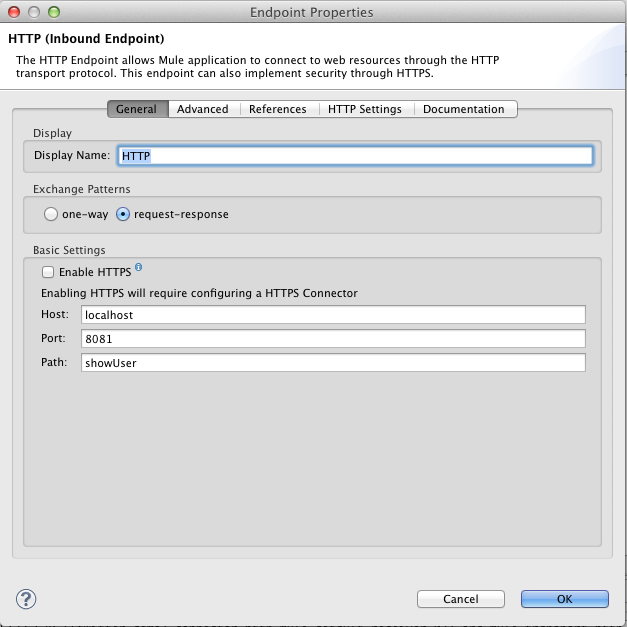 Endpoint Properties
HTTP (Inbound Endpoint)
The HTTP Endpoint allows Mule application to connect to web resources through the HTTP
transport protocol. This endpoint can also implement security through HTTPS.
General Advanced References HTTP Settings Documentation
Display
Display Name: HTTP
Exchange Patterns
one-way request-response
Basic Settings
Enable HTTPS
Enabling HTTPS will require configuring a HTTPS Connector
Host: localhost
Port: 8081
Path: showUser
? Cancel OK